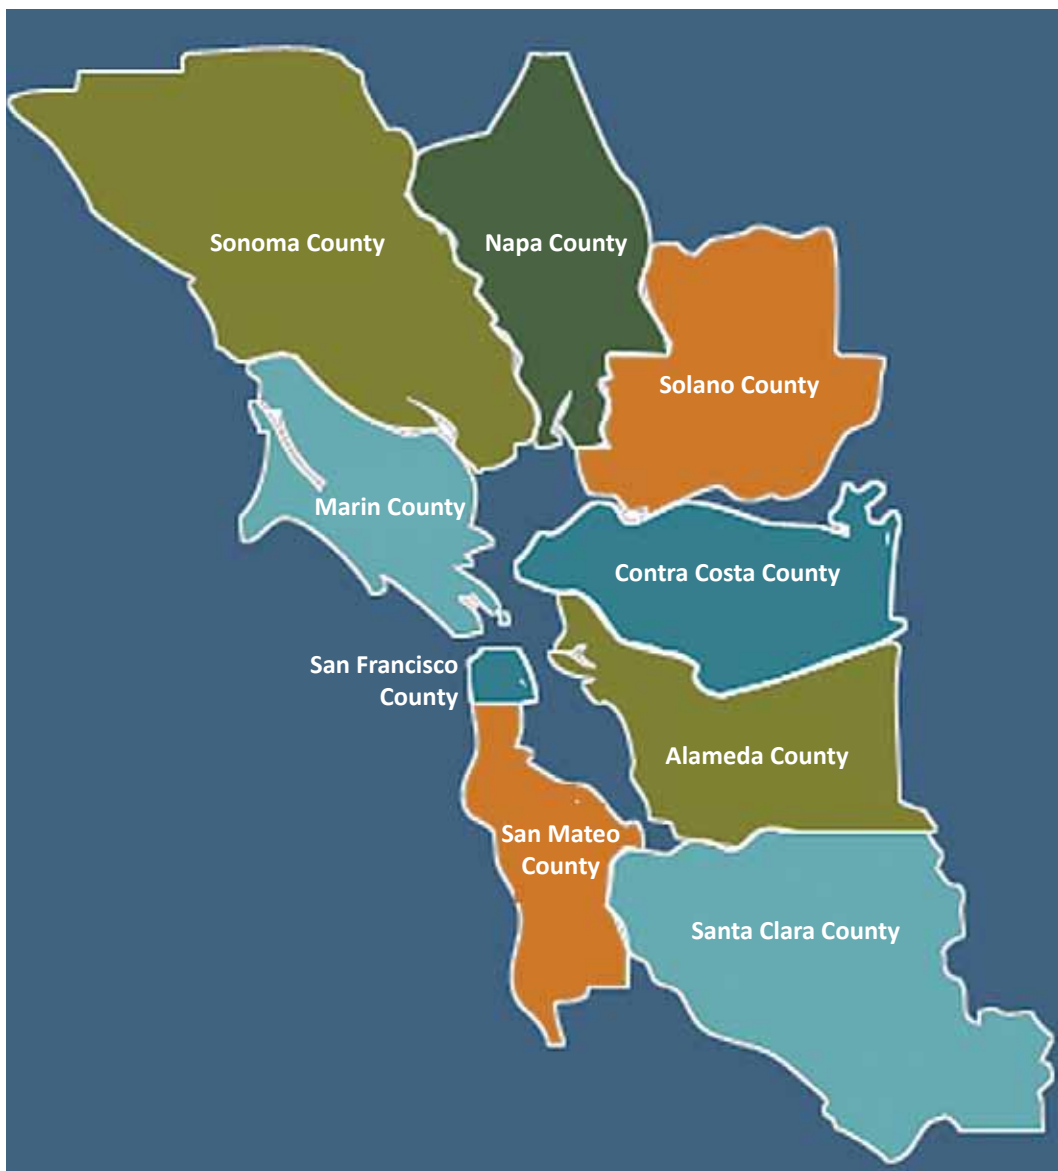 Sonoma County
Napa County
Solano County
Marin County
Contra Costa County
San Francisco
County
Alameda County
San Mateo
County
Santa Clara County